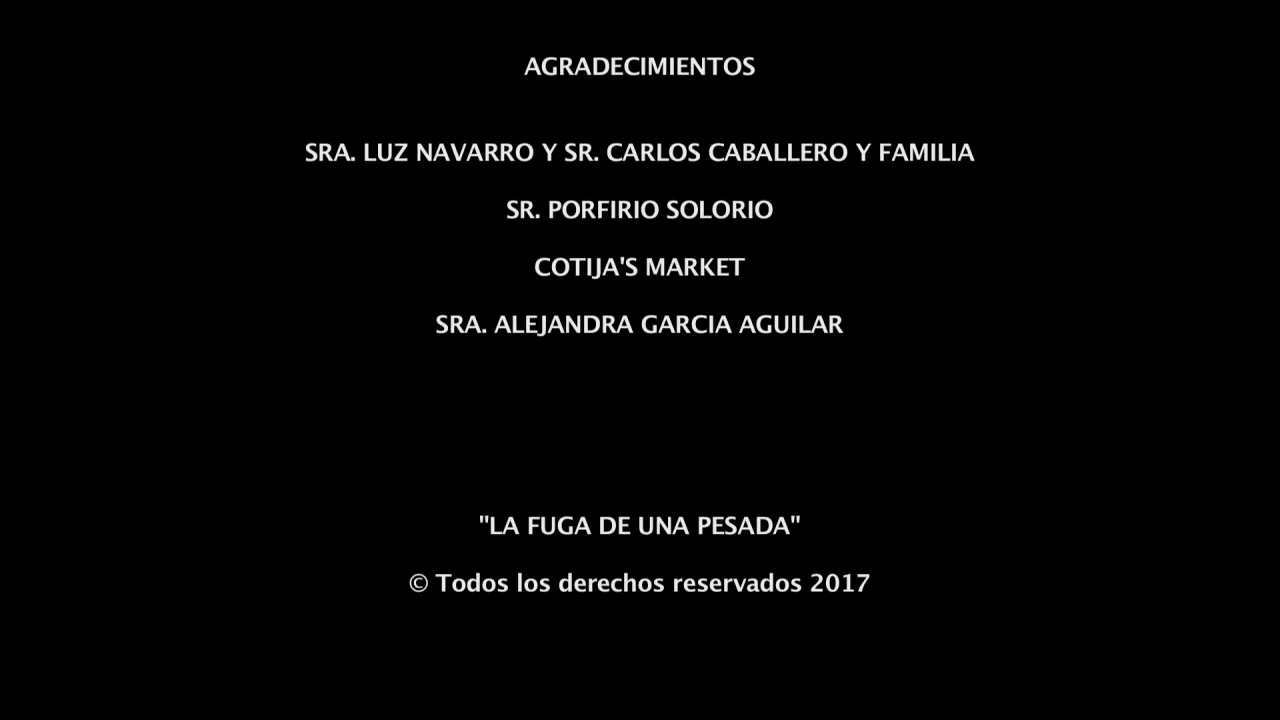 AGRADECIMIENTOS
SRA. LUZ NAVARRO Y SR. CARLOS CABALLERO Y FAMILIA
SR. PORFIRIO SOLORIO
COTIJA'S MARKET
SRA. ALEJANDRA GARCIA AGUILAR
"LA FUGA DE UNA PESADA"
© Todos los derechos reservados 2017